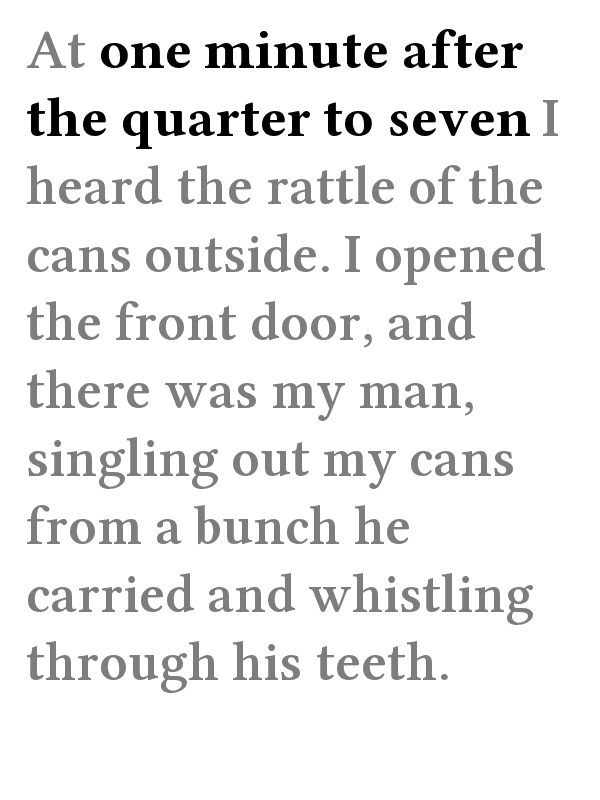 At one minute after
the quarter to seven I
heard the rattle of the
cans outside. I opened
the front door, and
there was my man,
singling out my cans
from a bunch he
carried and whistling
through his teeth.